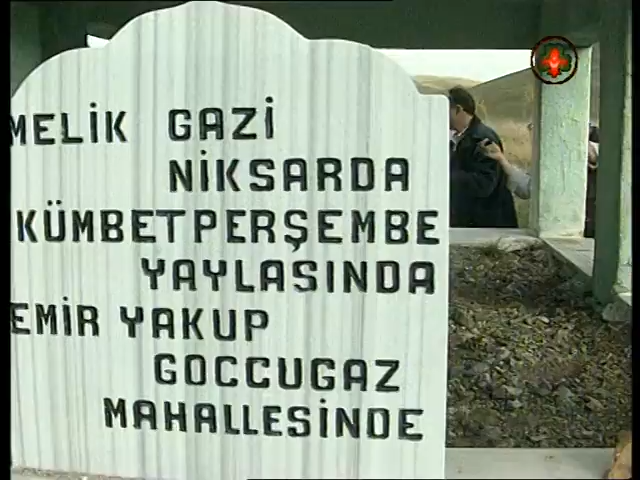 MELİK GAZİ
NİKSARDA
KÜMBETPERŞEMBE
YAYLASINDA
EMİR YAKUP
GOCCUGAZ
MAHALLESİNDE